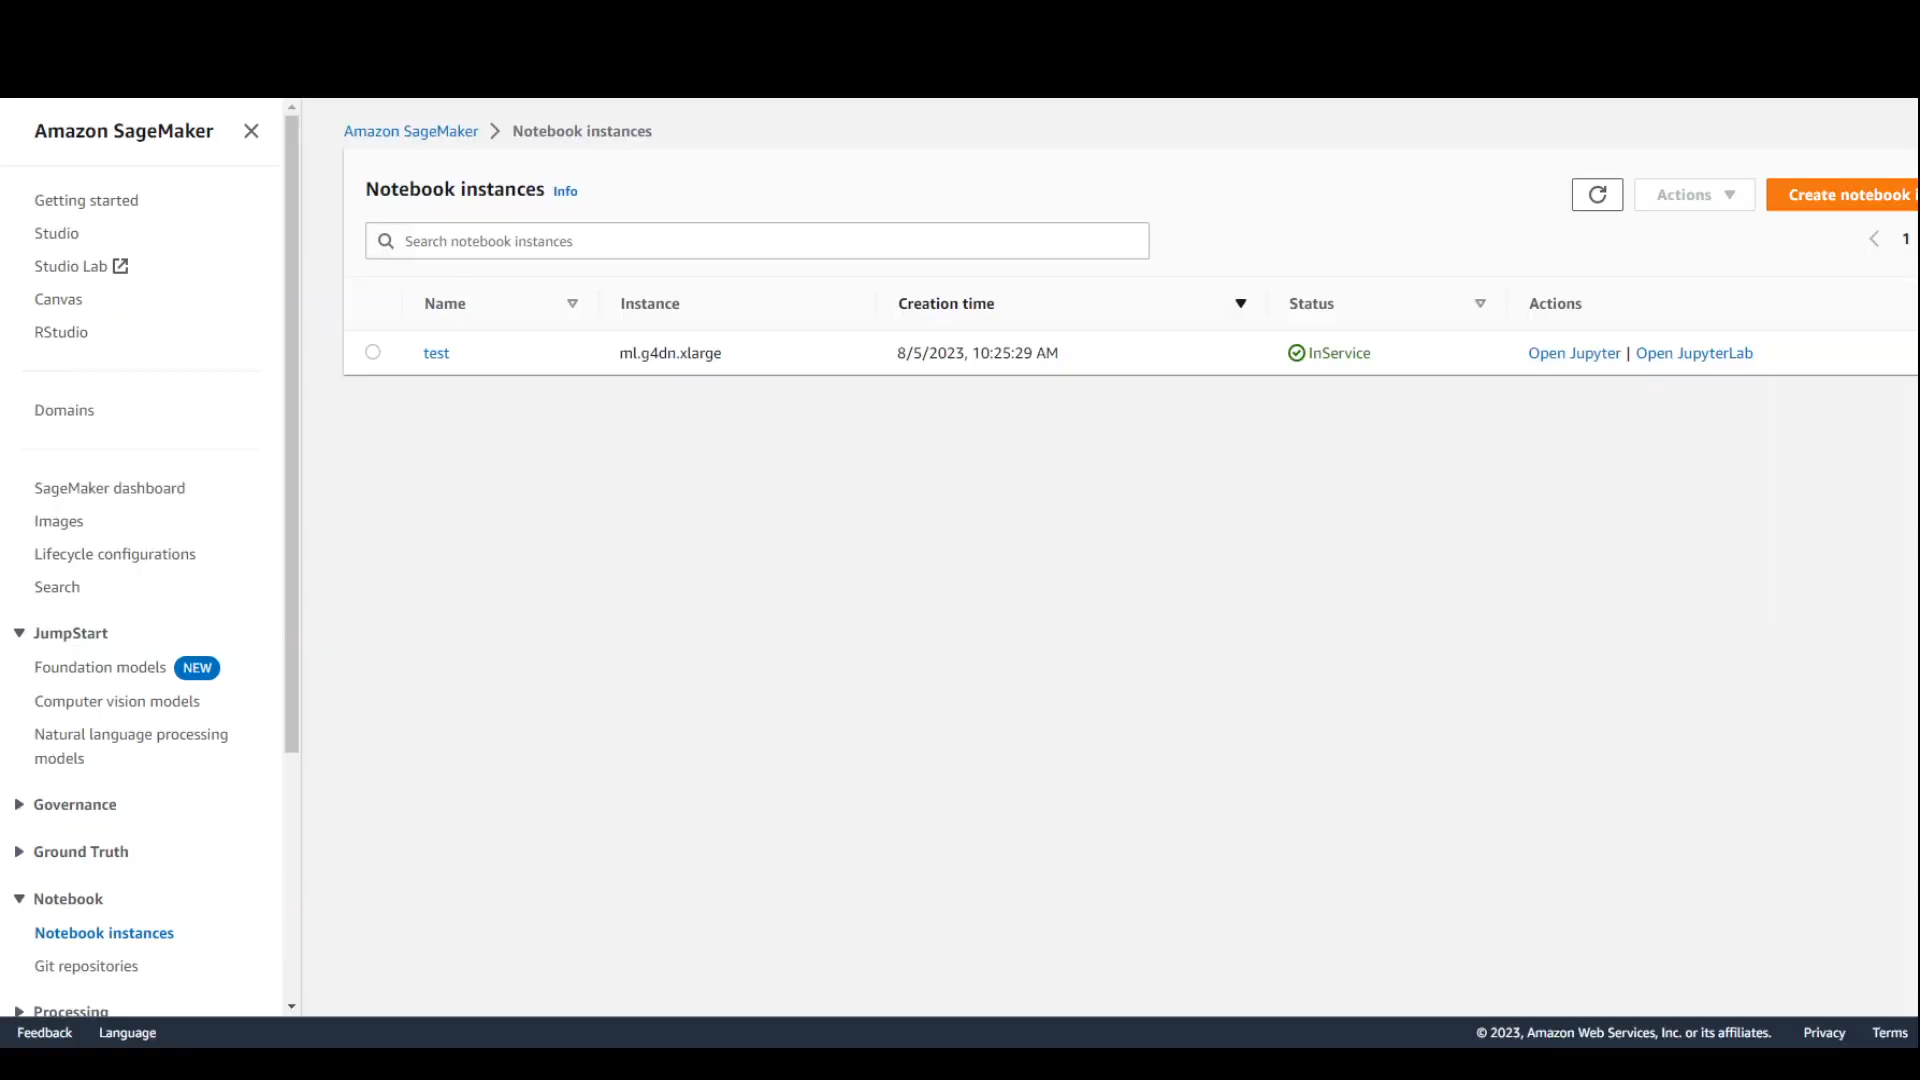 Amazon SageMaker
Getting started
Studio
Studio Lab
Canvas
RStudio
Domains
SageMaker dashboard
Images
Lifecycle configurations
Search
JumpStart
Foundation models NEW
Computer vision models
Natural language processing
models
Governance
Ground Truth
Notebook
Notebook instances
Git repositories
Processing
Amazon SageMaker > Notebook instances
Notebook instances Info
Actions
Create notebook i
Search notebook instances
1
Name Instance Creation time Status Actions
test ml.g4dn.xlarge 8/5/2023, 10:25:29 AM InService Open Jupyter | Open JupyterLab
Feedback Language © 2023, Amazon Web Services, Inc. or its affiliates. Privacy Terms